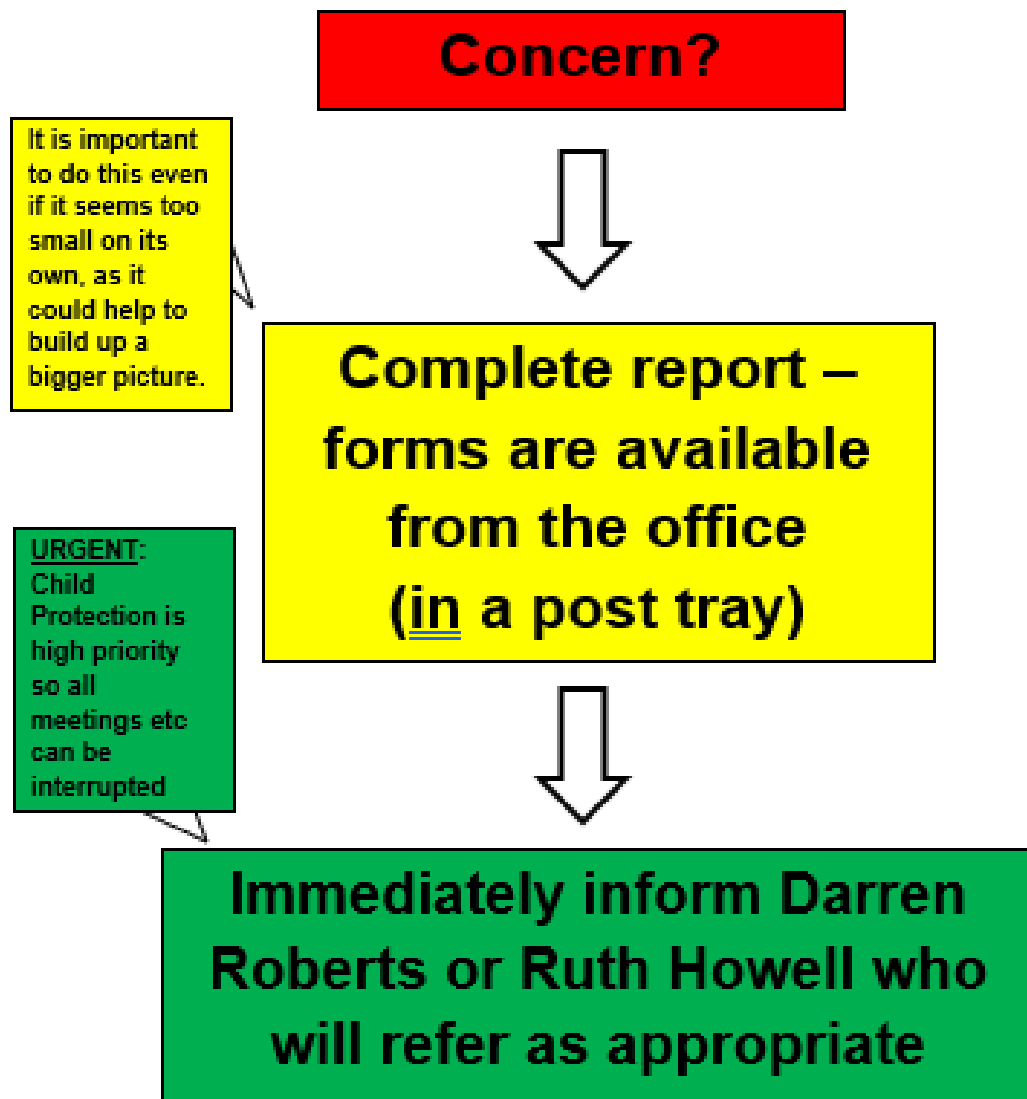 Concern?
It is important
to do this even
if it seems too
small on its
own, as it
could help to
build up a
bigger picture.
Complete report –
forms are available
from the office
(in a post tray)
URGENT:
Child
Protection is
high priority
so all
meetings etc
can be
interrupted
Immediately inform Darren
Roberts or Ruth Howell who
will refer as appropriate